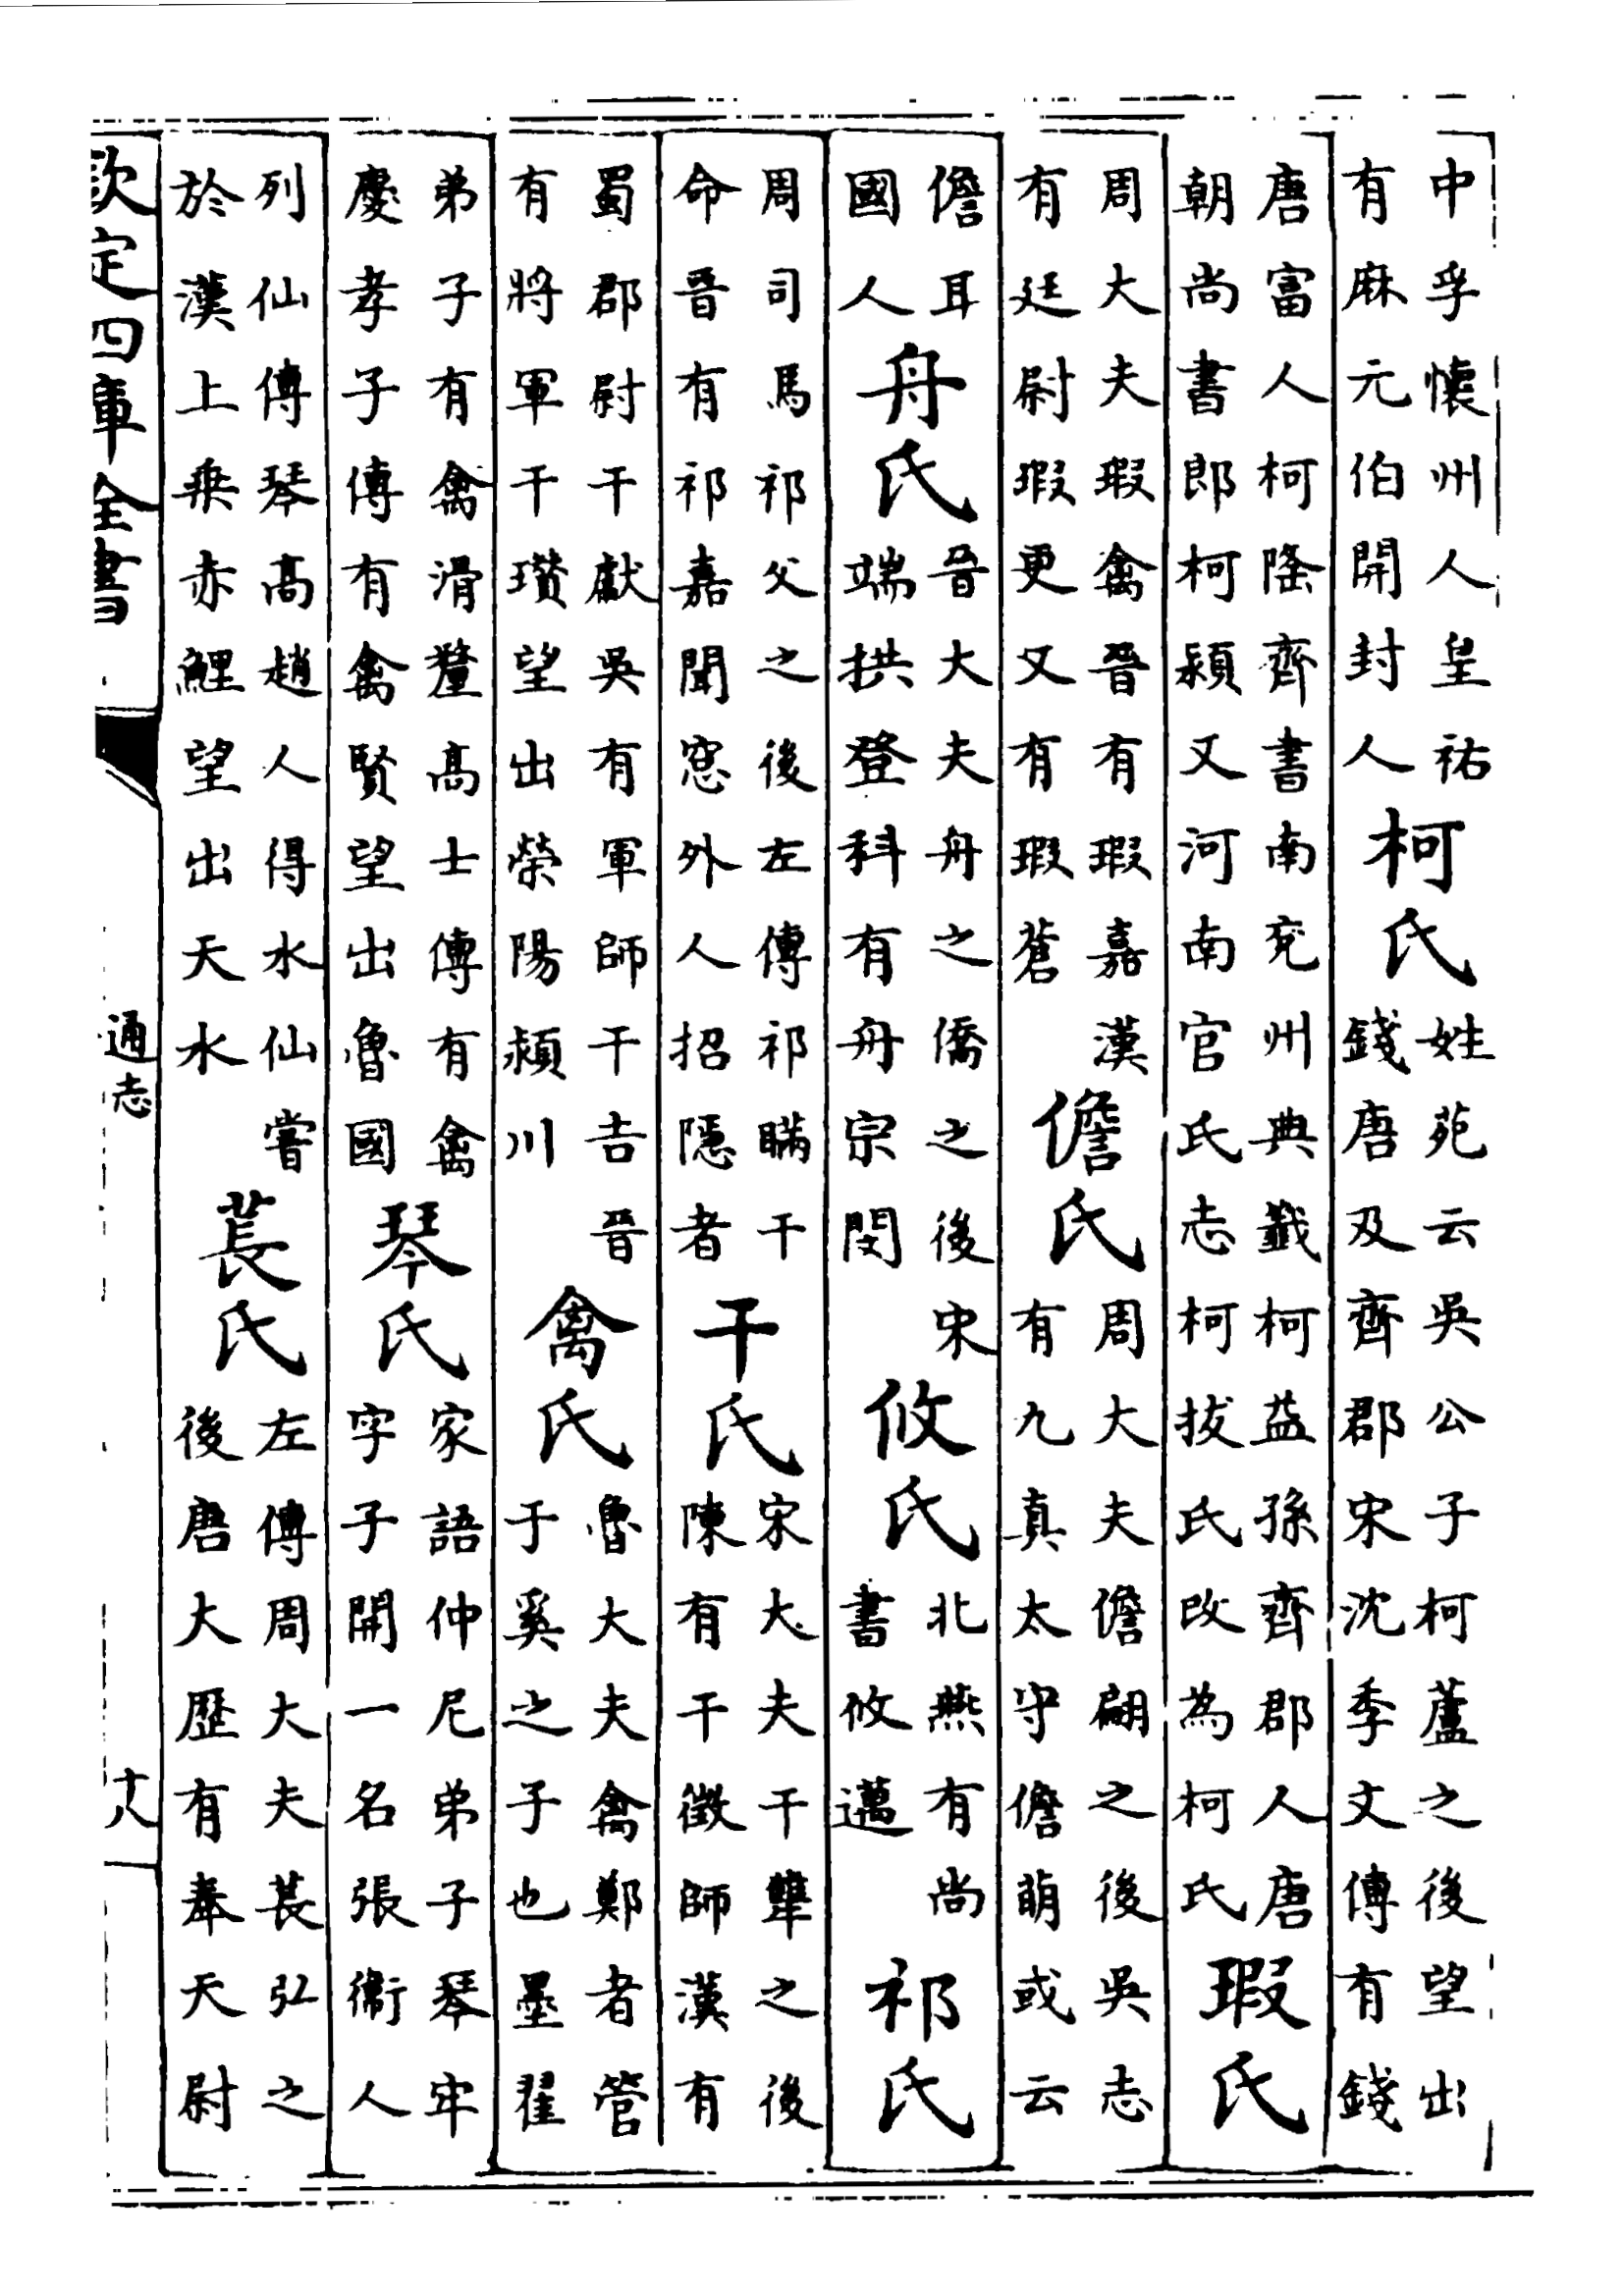 中孚懷州人皇祐
有麻元伯開封人
柯氏
姓苑云吳公子柯蘆之後望出
錢唐及齊郡宋沈季文傳有錢
唐富人柯隆齊書南兗州典籖柯益孫齊郡人唐
朝尚書郎柯潁又河南官氏志柯拔氏改為柯氏
瑕氏
周大夫瑕禽晉有瑕嘉漢
有廷尉瑕更又有瑕蒼
儋氏
周大夫儋翩之後吳志
有九真太守儋萌或云
儋耳
國人
舟氏
晉大夫舟之僑之後宋
端拱登科有舟宗閔
攸氏
北燕有尚
書攸邁
祁氏
周司馬祁父之後左傳祁瞞干
命晉有祁嘉聞窓外人招隱者
干氏
宋大夫干犨之後
陳有干徵師漢有
蜀郡尉干獻吳有軍師干吉晉
有將軍干瓚望出滎陽潁川
禽氏
魯大夫禽鄭者管
于奚之子也墨翟
弟子有禽滑釐高士傳有禽
慶孝子傳有禽賢望出魯國
琴氏
家語仲尼弟子琴牢
字子開一名張衛人
列仙傳琴高趙人得水仙嘗
於漢上乗赤鯉望出天水
萇氏
左傳周大夫萇弘之
後唐大歴有奉天尉
欽定四庫全書
通志
十八